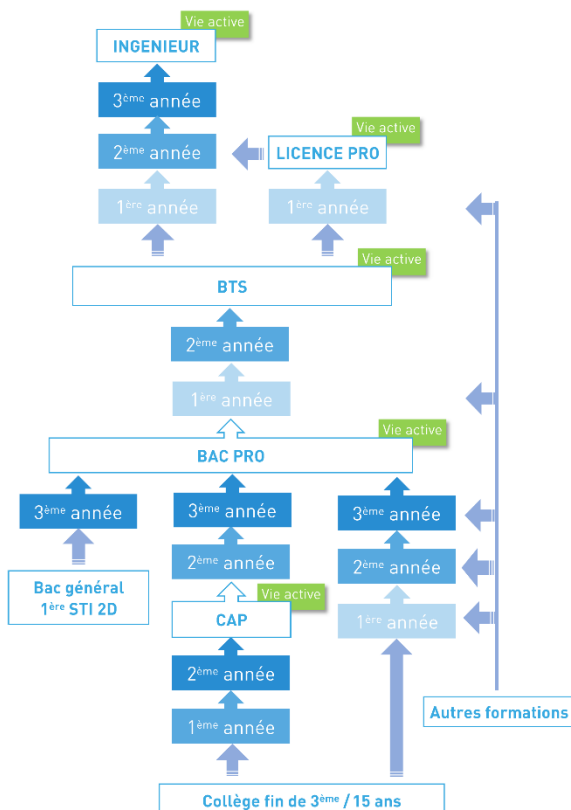 Vie active
INGENIEUR
3ème année
2ème année
Vie active
LICENCE PRO
1ère année
1ère année
Vie active
BTS
2ème année
1ère année
Vie active
BAC PRO
3ème année
3ème année
3ème année
2ème année
2ème année
Bac général
1ère STI 2D
Vie active
CAP
1ère année
2ème année
1ème année
Autres formations
Collège fin de 3ème / 15 ans